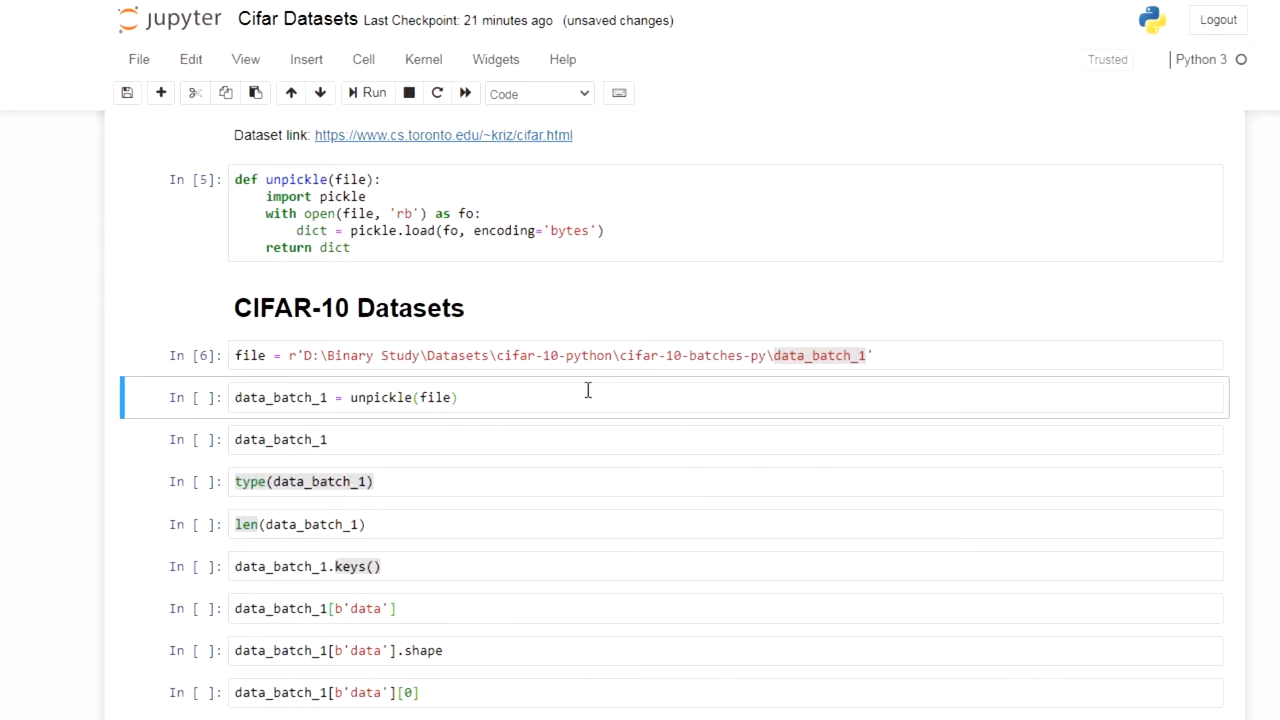 jupyter Cifar Datasets Last Checkpoint: 21 minutes ago (unsaved changes) Logout
File Edit View Insert Cell Kernel Widgets Help Trusted Python 3
Run Code
Dataset link: https://www.cs.toronto.edu/~kriz/cifar.html
In [5]: def unpickle(file):
import pickle
with open(file, 'rb') as fo:
dict = pickle.load(fo, encoding='bytes')
return dict
CIFAR-10 Datasets
In [6]: file = r'D:\Binary Study\Datasets\cifar-10-python\cifar-10-batches-py\data_batch_1'
In [ ]: data_batch_1 = unpickle(file)
In [ ]: data_batch_1
In [ ]: type(data_batch_1)
In [ ]: len(data_batch_1)
In [ ]: data_batch_1.keys()
In [ ]: data_batch_1[b'data']
In [ ]: data_batch_1[b'data'].shape
In [ ]: data_batch_1[b'data'][0]